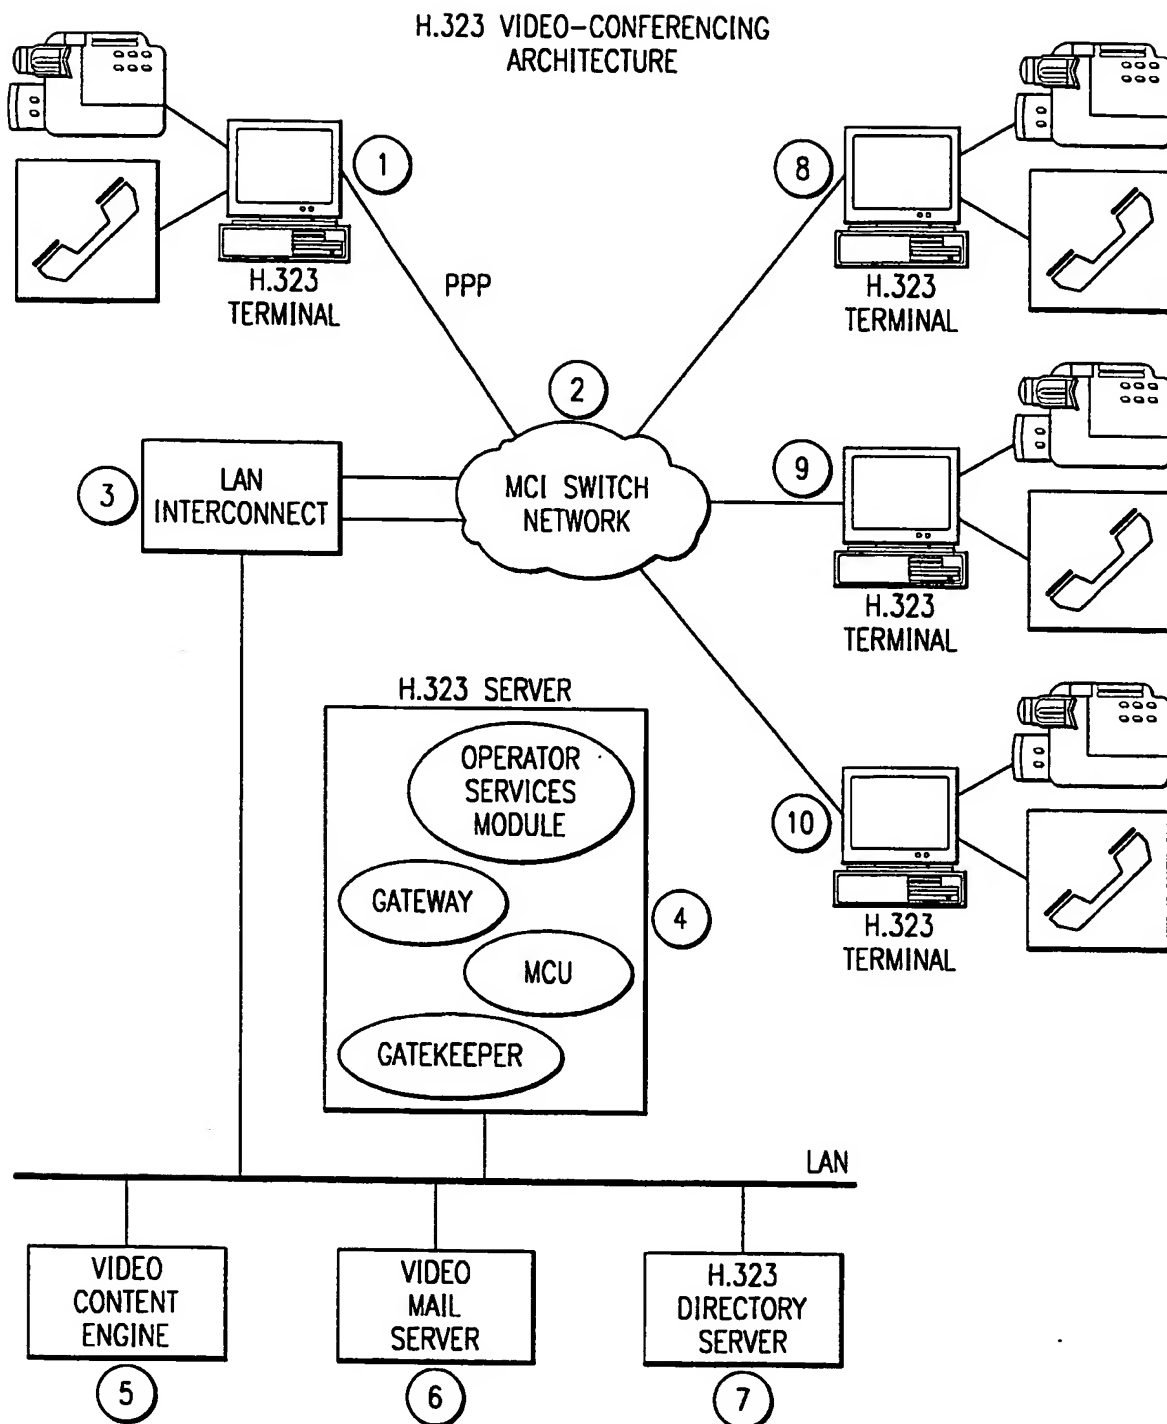 H.323 VIDEO-CONFERENCING
ARCHITECTURE
1
H.323
TERMINAL
PPP
8
H.323
TERMINAL
2
MCI SWITCH
NETWORK
3
LAN
INTERCONNECT
9
H.323
TERMINAL
H.323 SERVER
OPERATOR
SERVICES
MODULE
GATEWAY
MCU
GATEKEEPER
4
10
H.323
TERMINAL
LAN
VIDEO
CONTENT
ENGINE
5
VIDEO
MAIL
SERVER
6
H.323
DIRECTORY
SERVER
7